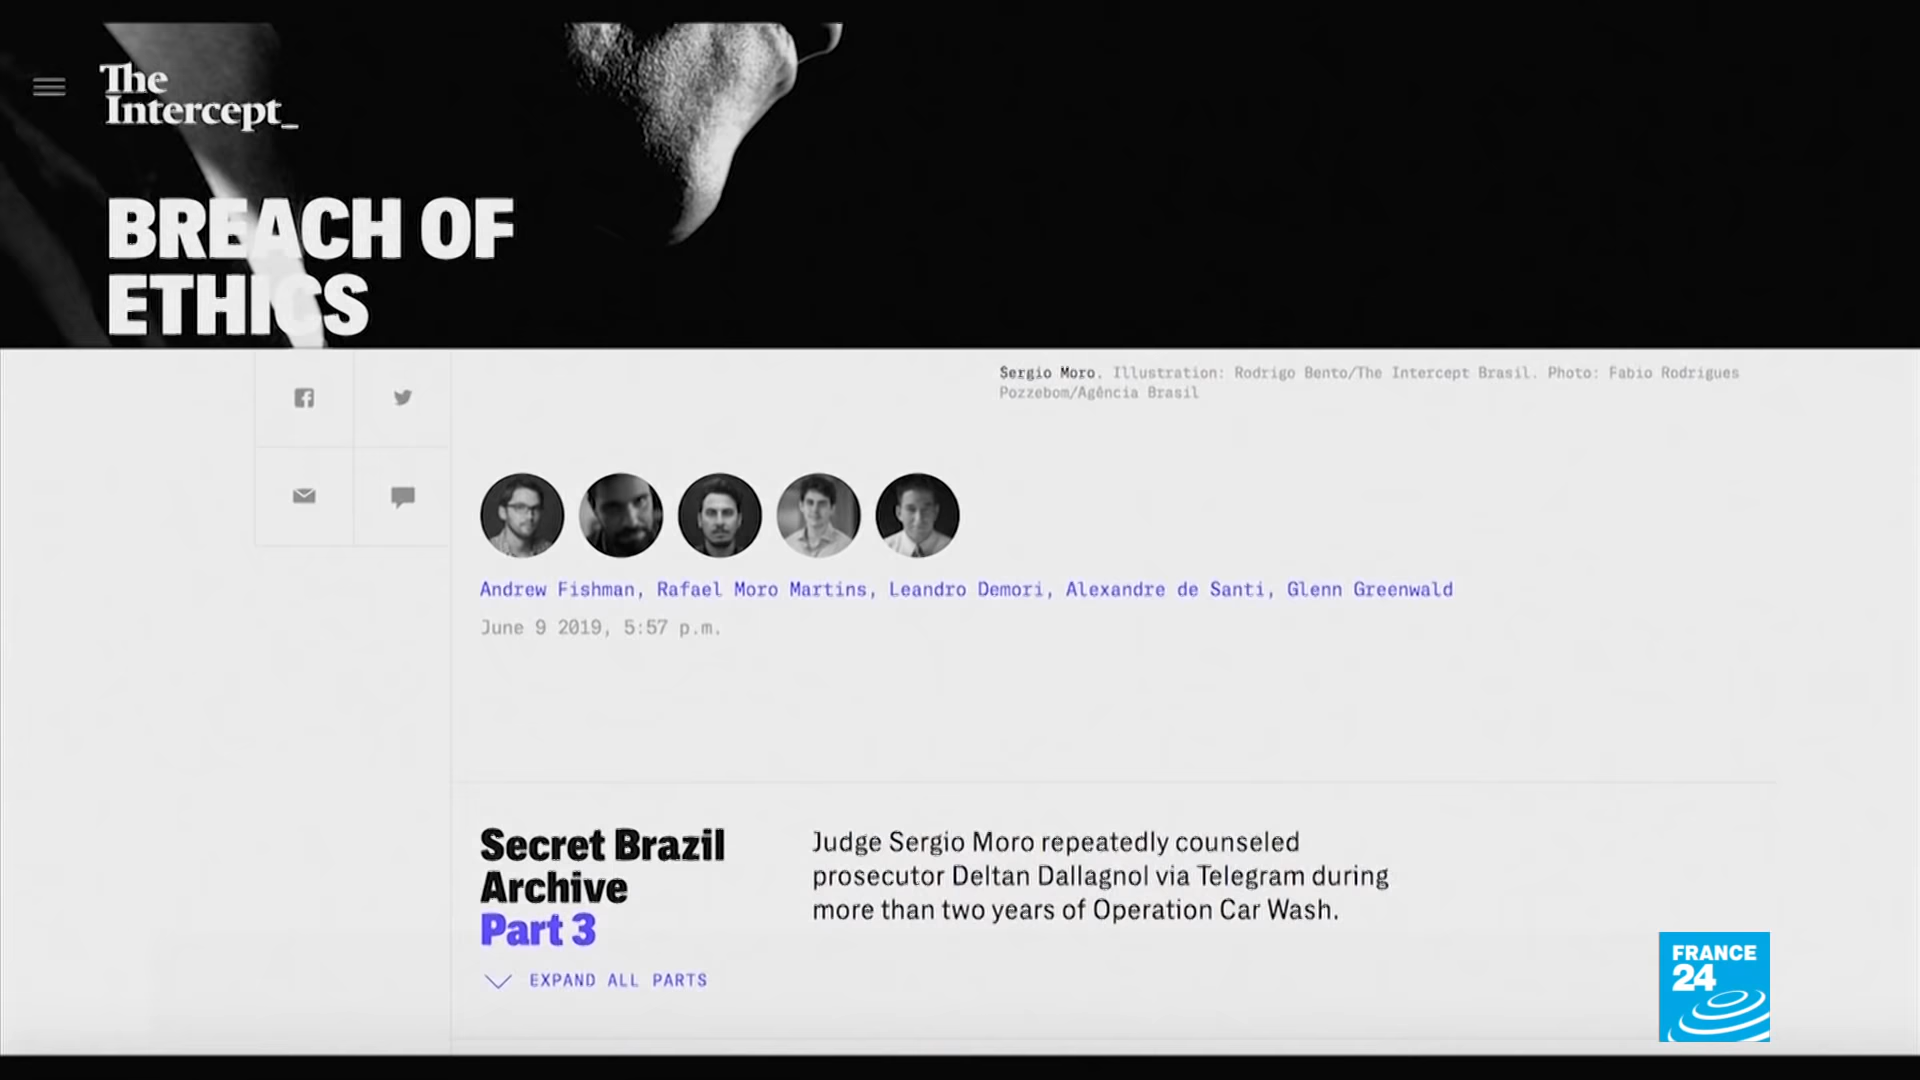 The
Intercept_
BREACH OF
ETHICS
Sergio Moro. Illustration: Rodrigo Bento/The Intercept Brasil. Photo: Fabio Rodrigues
Pozzebom/Agência Brasil
Andrew Fishman, Rafael Moro Martins, Leandro Demori, Alexandre de Santi, Glenn Greenwald
June 9 2019, 5:57 p.m.
Secret Brazil
Archive
Part 3
EXPAND ALL PARTS
Judge Sergio Moro repeatedly counseled
prosecutor Deltan Dallagnol via Telegram during
more than two years of Operation Car Wash.
FRANCE
24